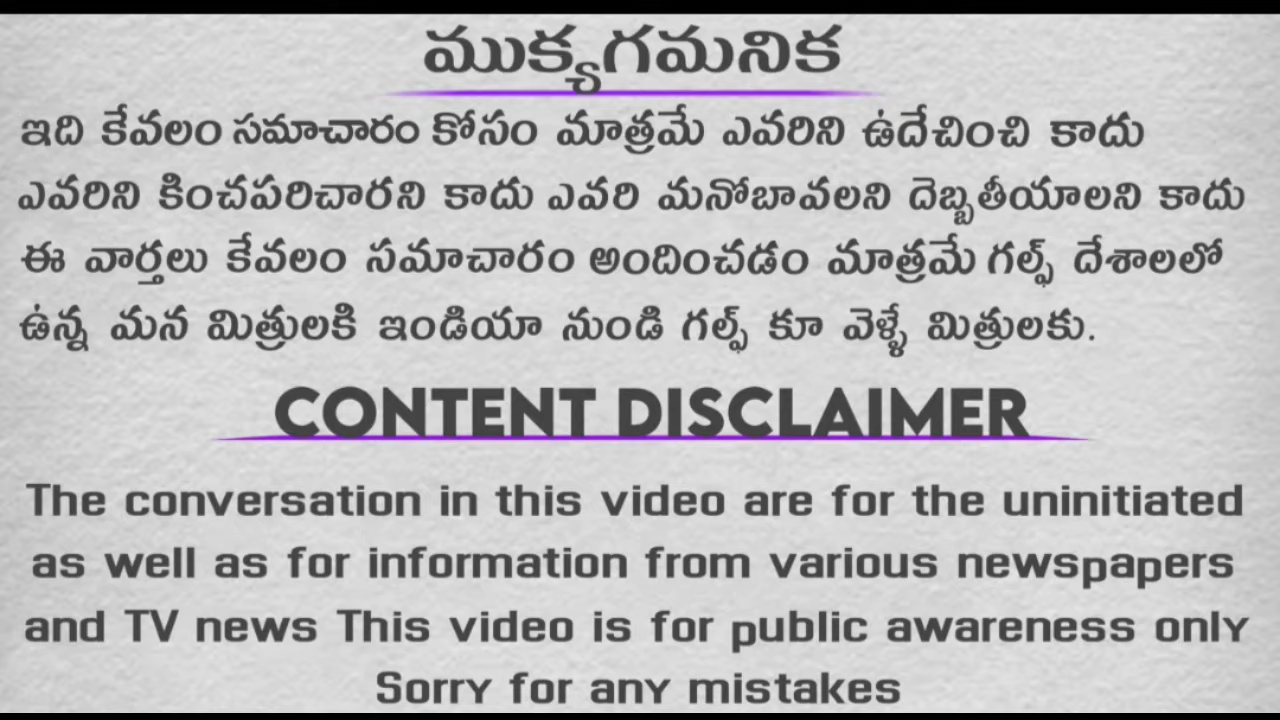 ముక్యగమనిక
ఇది కేవలం సమాచారం కోసం మాత్రమే ఎవరిని ఉదేచించి కాదు
ఎవరిని కించపరిచారని కాదు ఎవరి మనోబావలని దెబ్బతీయాలని కాదు
ఈ వార్తలు కేవలం సమాచారం అందించడం మాత్రమే గల్ఫ్ దేశాలలో
ఉన్న మన మిత్రులకి ఇండియా నుండి గల్ఫ్ కూ వెళ్ళే మిత్రులకు.
CONTENT DISCLAIMER
The conversation in this video are for the uninitiated
as well as for information from various newspapers
and TV news This video is for public awareness only
Sorry for any mistakes